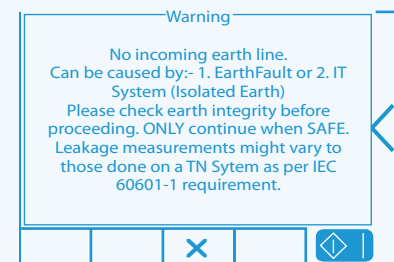 Warning
No incoming earth line.
Can be caused by:- 1. EarthFault or 2. IT
System (Isolated Earth)
Please check earth integrity before
proceeding. ONLY continue when SAFE.
Leakage measurements might vary to
those done on a TN Sytem as per IEC
60601-1 requirement.